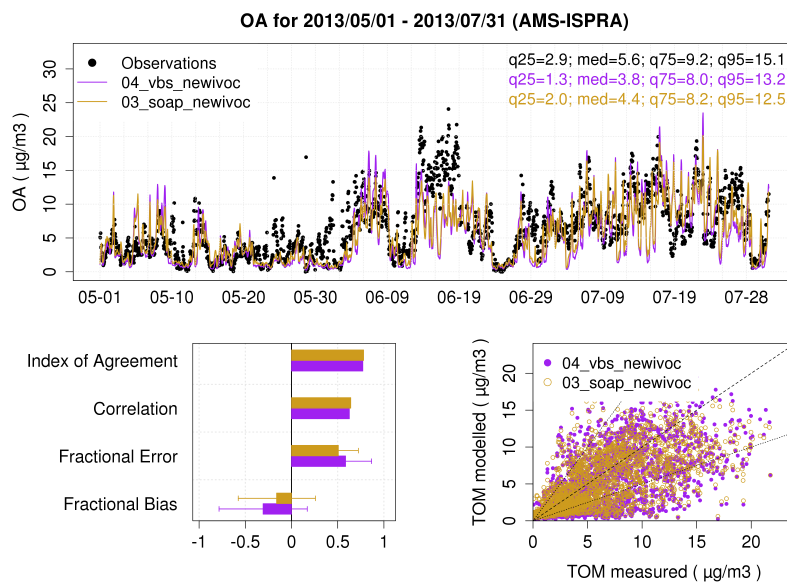 OA for 2013/05/01 - 2013/07/31 (AMS-ISPRA)
OA ( μg/m3 )
30
25
20
15
10
5
0
Observations
04_vbs_newivoc
03_soap_newivoc
q25=2.9; med=5.6; q75=9.2; q95=15.1
q25=1.3; med=3.8; q75=8.0; q95=13.2
q25=2.0; med=4.4; q75=8.2; q95=12.5
05-01 05-10 05-20 05-30 06-09 06-19 06-29 07-09 07-19 07-28
Index of Agreement
Correlation
Fractional Error
Fractional Bias
-1 -0.5 0 0.5 1
TOM modelled ( μg/m3 )
20
15
10
5
0
04_vbs_newivoc
03_soap_newivoc
0 5 10 15 20
TOM measured ( μg/m3 )